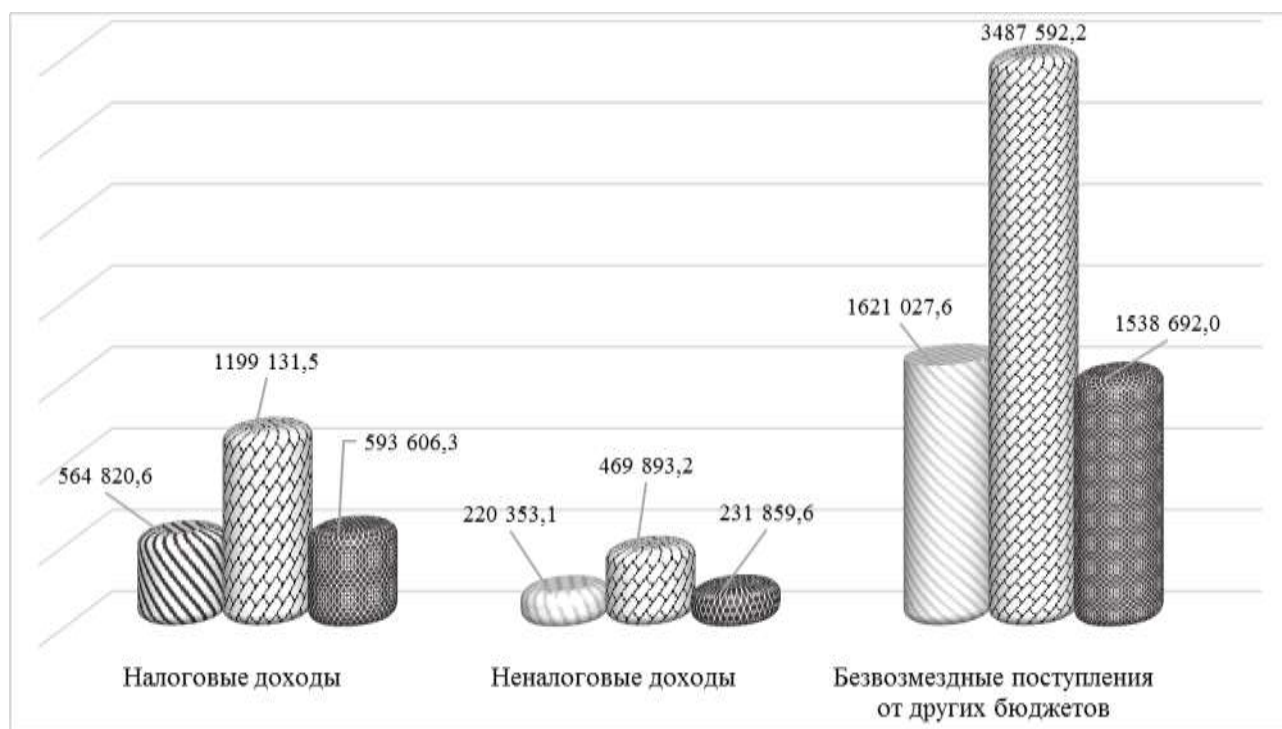 3487 592,2
1621 027,6
1538 692,0
1199 131,5
593 606,3
564 820,6
469 893,2
220 353,1
231 859,6
Налоговые доходы
Неналоговые доходы
Безвозмездные поступления
от других бюджетов